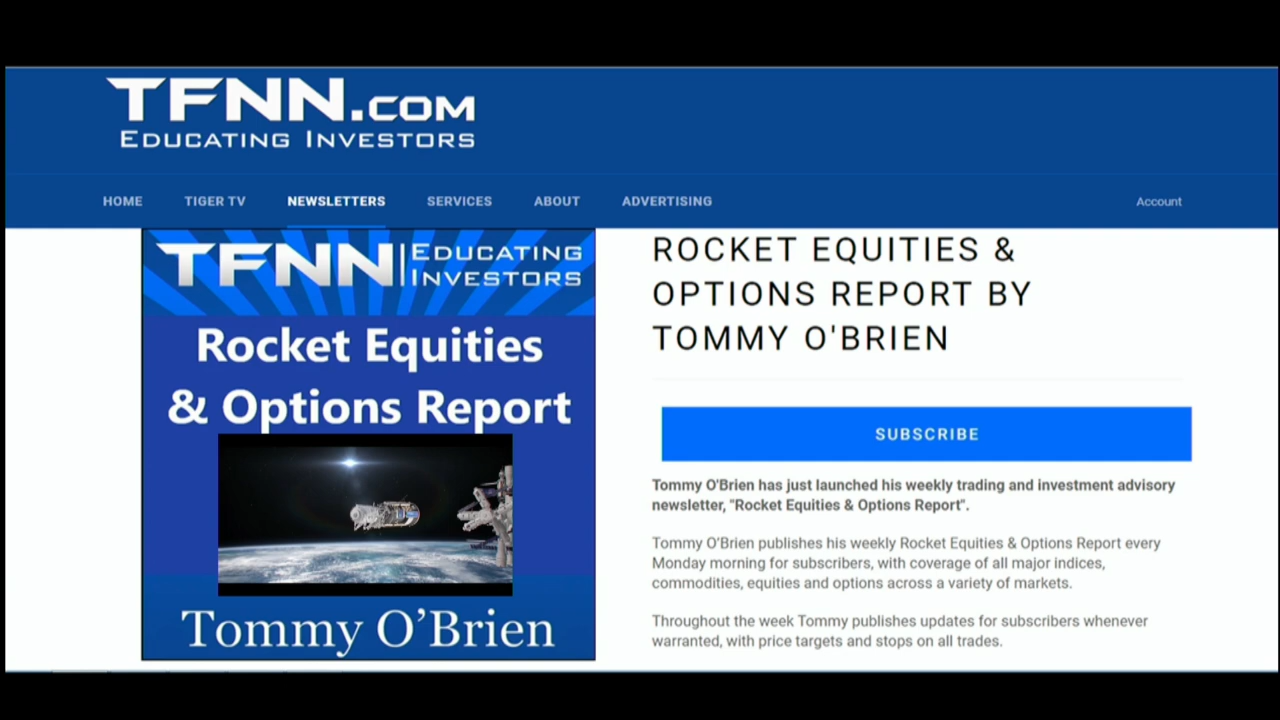 TFNN.COM
EDUCATING INVESTORS
HOME TIGER TV NEWSLETTERS SERVICES ABOUT ADVERTISING Account
TFNN|EDUCATING
INVESTORS
Rocket Equities
& Options Report
Tommy O’Brien
ROCKET EQUITIES &
OPTIONS REPORT BY
TOMMY O'BRIEN
SUBSCRIBE
Tommy O'Brien has just launched his weekly trading and investment advisory
newsletter, "Rocket Equities & Options Report".
Tommy O’Brien publishes his weekly Rocket Equities & Options Report every
Monday morning for subscribers, with coverage of all major indices,
commodities, equities and options across a variety of markets.
Throughout the week Tommy publishes updates for subscribers whenever
warranted, with price targets and stops on all trades.